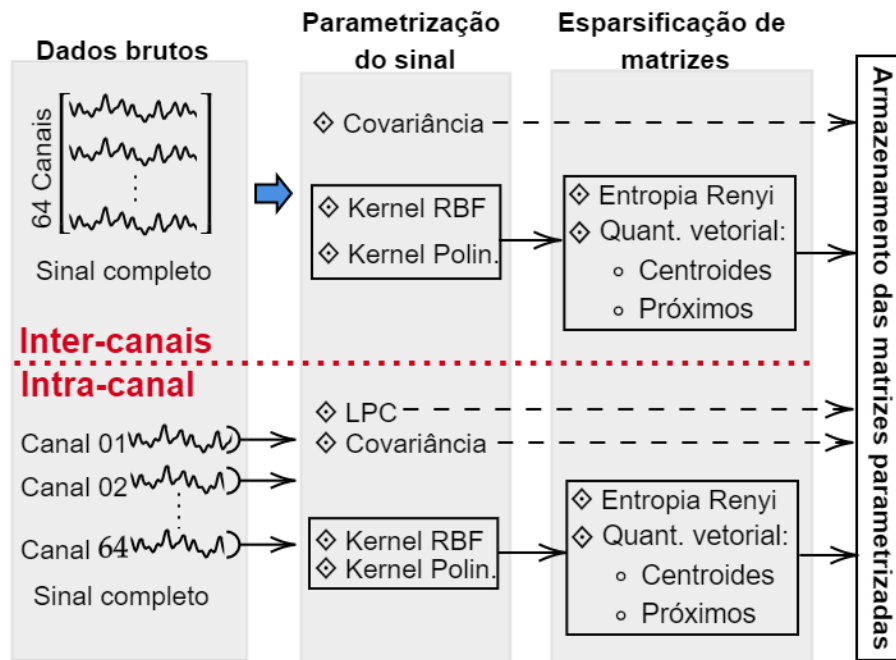 Dados brutos
Parametrização
do sinal
Esparsificação de
matrizes
64 Canais
Sinal completo
Covariância
Kernel RBF
Kernel Polin.
Entropia Renyi
Quant. vetorial:
Centroides
Próximos
Inter-canais
Intra-canal
Canal 01
Canal 02
Canal 64
Sinal completo
LPC
Covariância
Kernel RBF
Kernel Polin.
Entropia Renyi
Quant. vetorial:
Centroides
Próximos
Armazenamento das matrizes parametrizadas